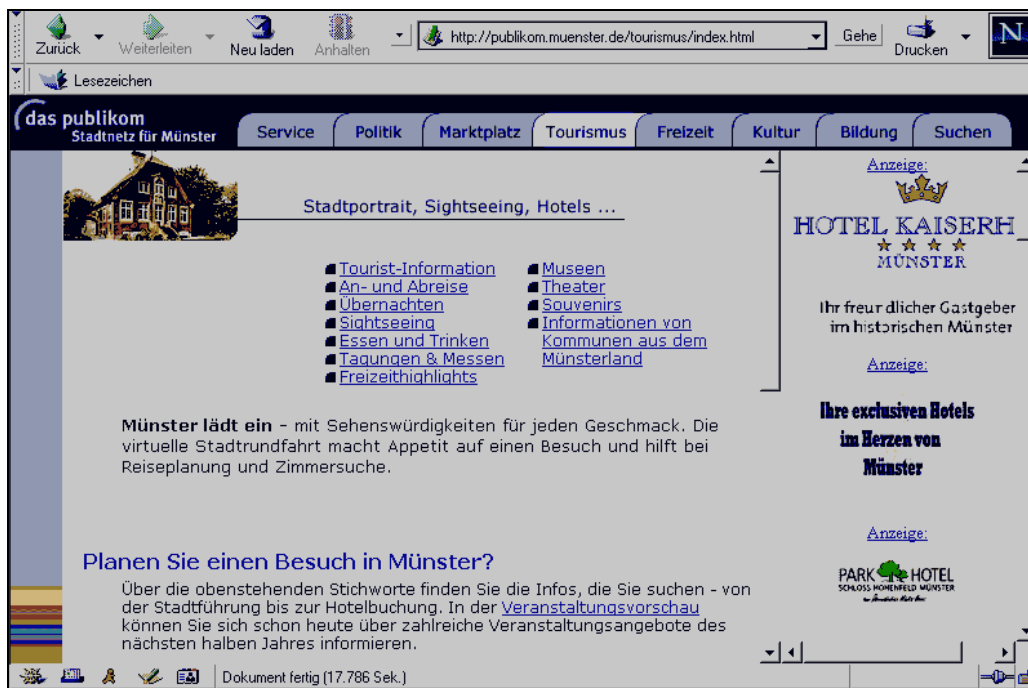 Zurück Weiterleiten Neu laden Anhalten http://publikom.muenster.de/tourismus/index.html Gehe Drucken N
Lesezeichen
das publikom
Stadtnetz für Münster
Service Politik Marktplatz Tourismus Freizeit Kultur Bildung Suchen
Stadtportrait, Sightseeing, Hotels ...
Tourist-Information
An- und Abreise
Übernachten
Sightseeing
Essen und Trinken
Tagungen & Messen
Freizeithighlights
Museen
Theater
Souvenirs
Informationen von
Kommunen aus dem
Münsterland
Münster lädt ein - mit Sehenswürdigkeiten für jeden Geschmack. Die
virtuelle Stadtrundfahrt macht Appetit auf einen Besuch und hilft bei
Reiseplanung und Zimmersuche.
Planen Sie einen Besuch in Münster?
Über die obenstehenden Stichworte finden Sie die Infos, die Sie suchen - von
der Stadtführung bis zur Hotelbuchung. In der Veranstaltungsvorschau
können Sie sich schon heute über zahlreiche Veranstaltungsangebote des
nächsten halben Jahres informieren.
Anzeige:
HOTEL KAISERH
MÜNSTER
Ihr freundlicher Gastgeber
im historischen Münster
Anzeige:
Ihre exclusiven Hotels
im Herzen von
Münster
Anzeige:
PARK HOTEL
SCHLOSS HOHENFELD MÜNSTER
Dokument fertig (17.786 Sek.)